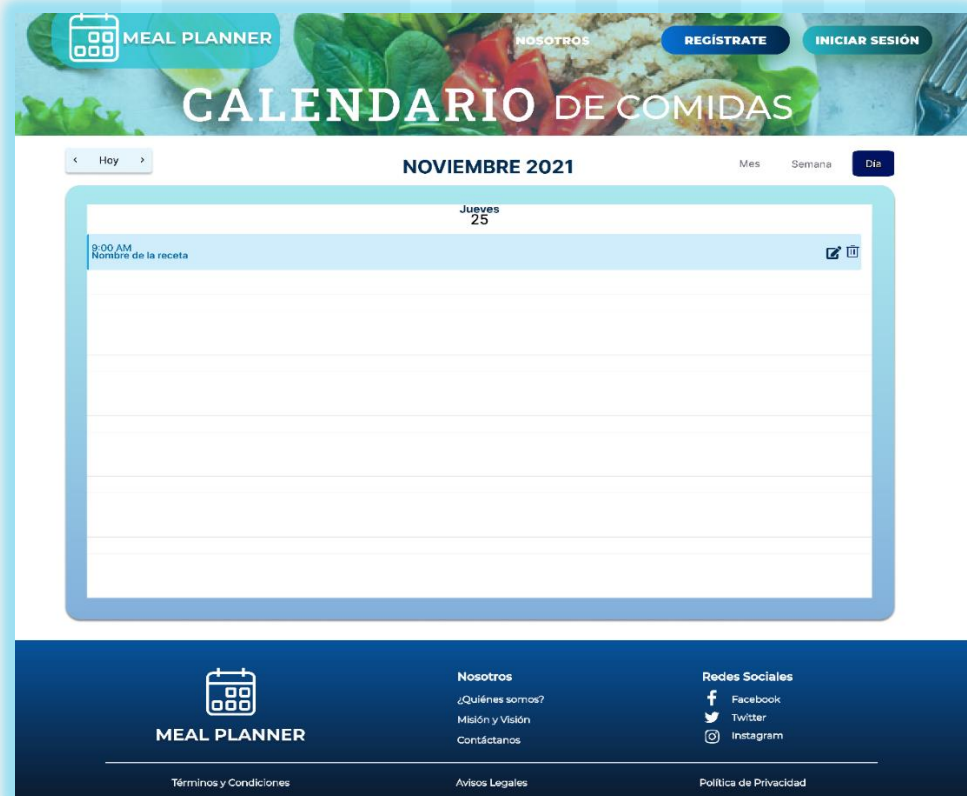 MEAL PLANNER
NOSOTROS
REGÍSTRATE
INICIAR SESIÓN
CALENDARIO DE COMIDAS
Hoy
NOVIEMBRE 2021
Mes
Semana
Día
Jueves
25
9:00 AM
Nombre de la receta
MEAL PLANNER
Nosotros
¿Quiénes somos?
Misión y Visión
Contáctanos
Redes Sociales
Facebook
Twitter
Instagram
Términos y Condiciones
Avisos Legales
Política de Privacidad